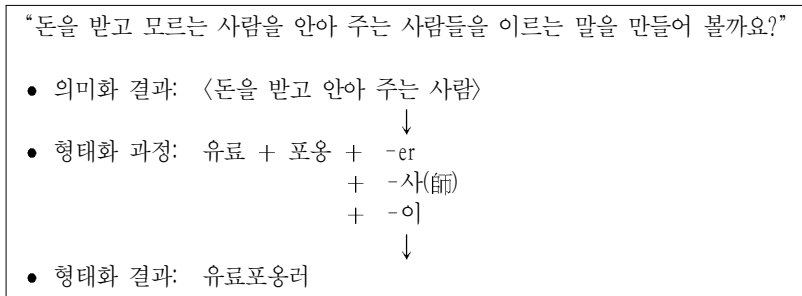 “돈을 받고 모르는 사람을 안아 주는 사람들을 이르는 말을 만들어 볼까요?”
● 의미화 결과: 〈돈을 받고 안아 주는 사람〉
↓
● 형태화 과정: 유료 + 포옹 + -er
+ -사(師)
+ -이
↓
● 형태화 결과: 유료포옹러